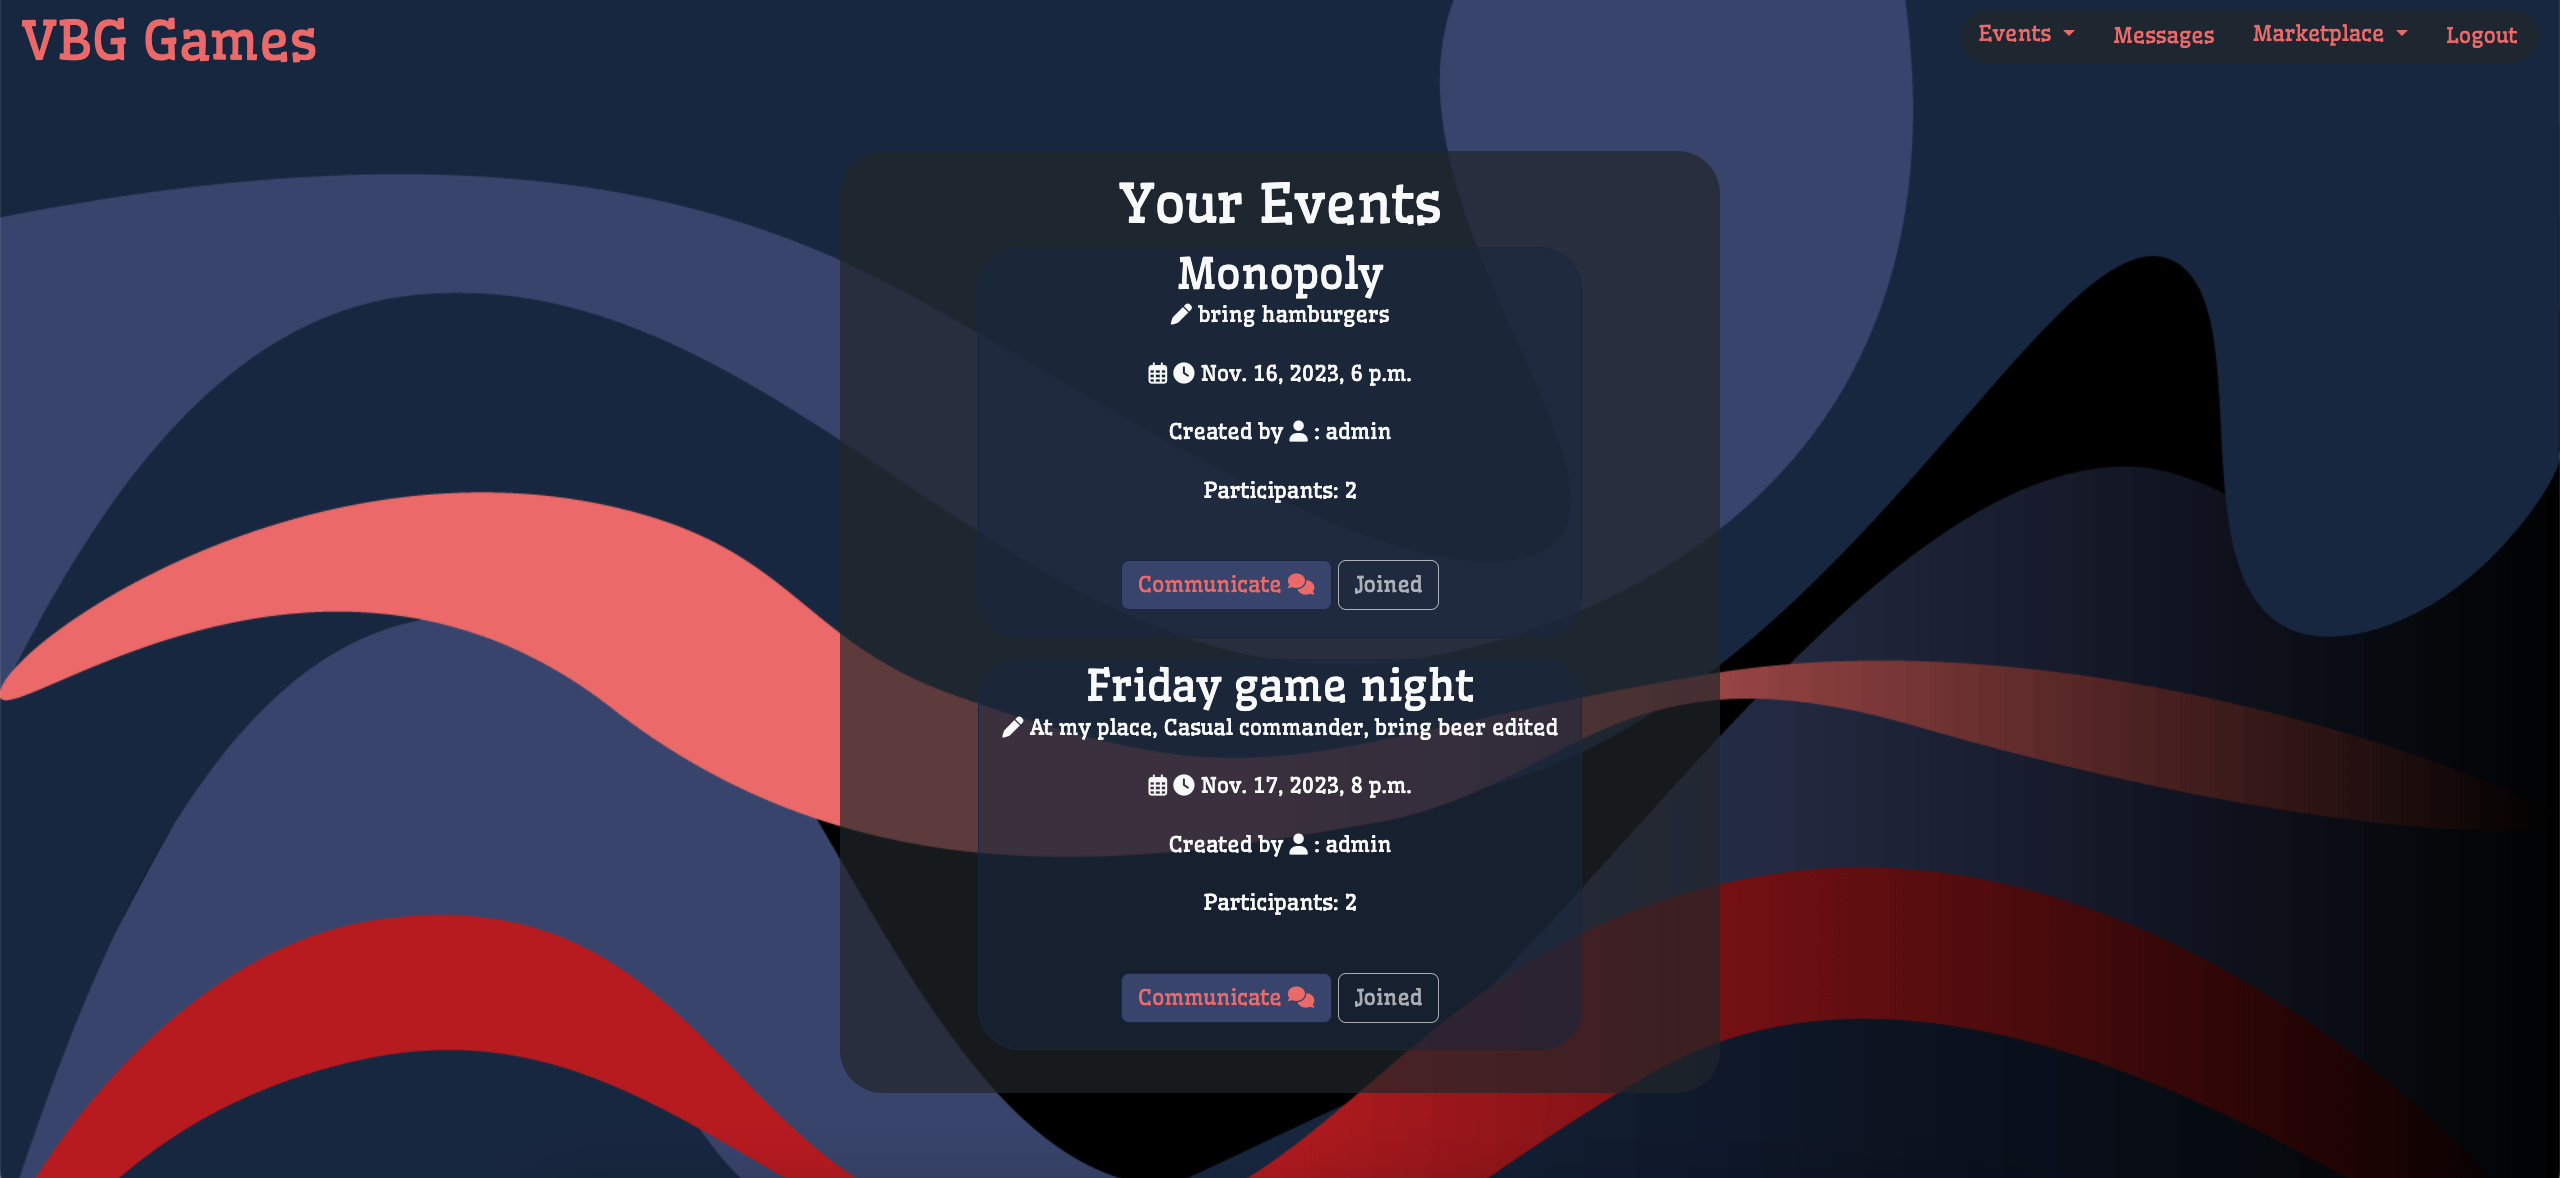 VBG Games
Events
Messages
Marketplace
Logout
Your Events
Monopoly
bring hamburgers
Nov. 16, 2023, 6 p.m.
Created by : admin
Participants: 2
Communicate
Joined
Friday game night
At my place, Casual commander, bring beer edited
Nov. 17, 2023, 8 p.m.
Created by : admin
Participants: 2
Communicate
Joined